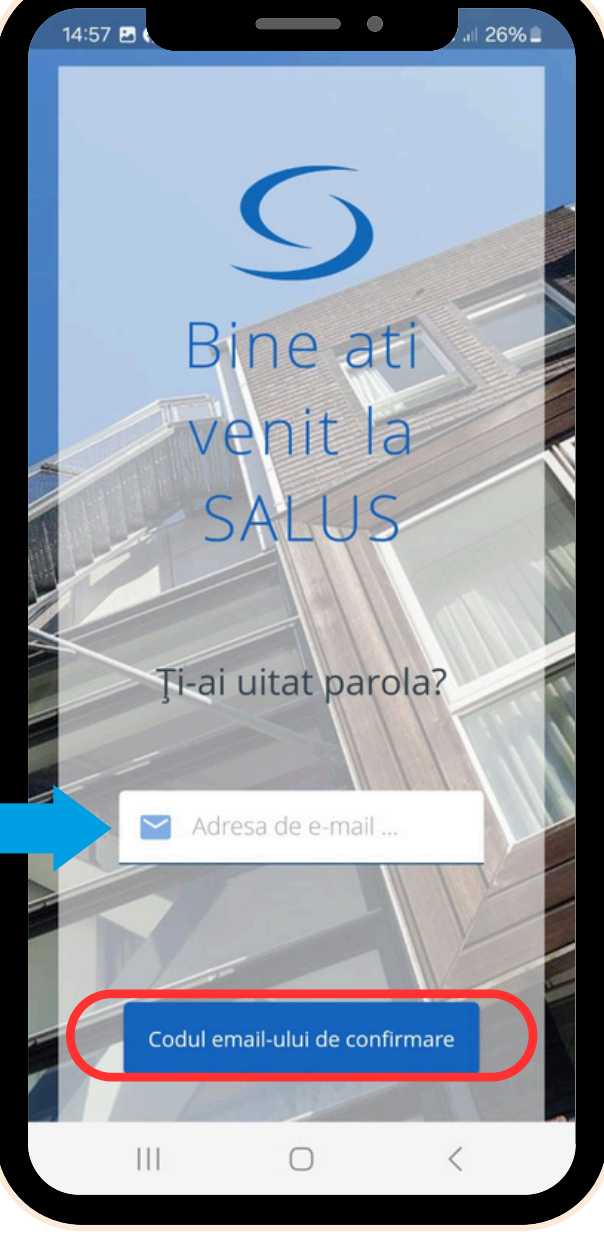 14:57 26%
Bine ati
venit la
SALUS
Ţi-ai uitat parola?
Adresa de e-mail ...
Codul email-ului de confirmare